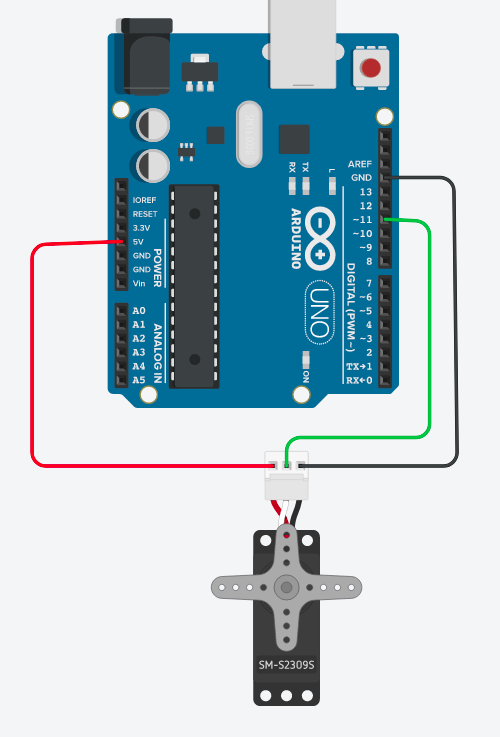 RX
TX
L
AREF
GND
13
12
~11
~10
~9
8
IOREF
RESET
3.3V
5V
GND
GND
Vin
POWER
ARDUINO
UNO
DIGITAL (PWM~)
7
~6
~5
4
~3
2
TX→1
RX←0
A0
A1
A2
A3
A4
A5
ANALOG IN
ON
SM-S2309S